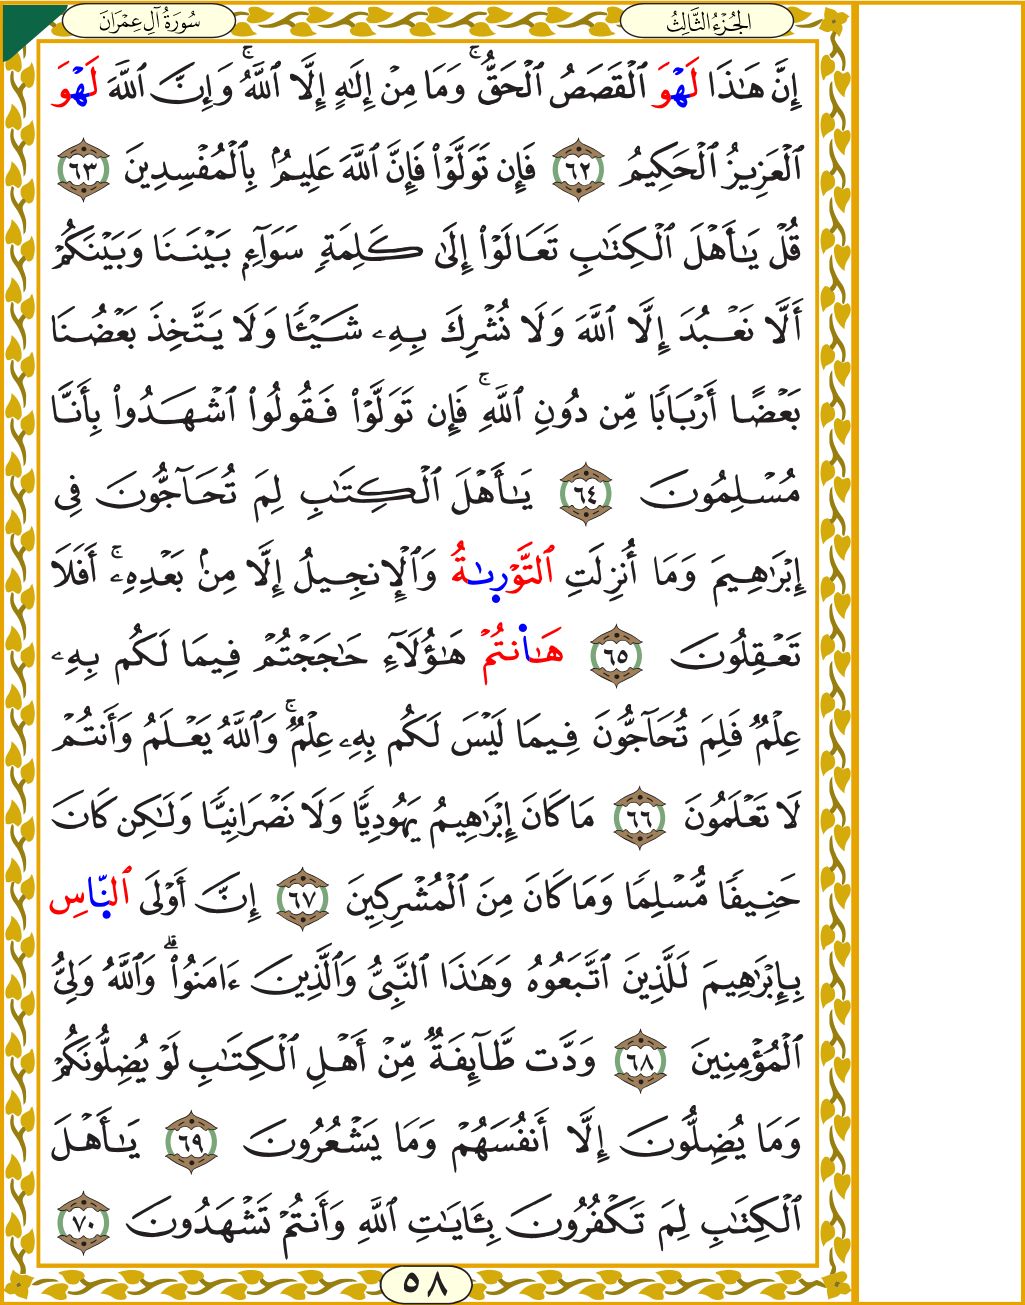 الجُزْءُ الثَّالِثُ
سُورَةُ آلِ عِمْرَانَ
إِنَّ هَٰذَا لَهْوَ ٱلْقَصَصُ ٱلْحَقُّ ۚ وَمَا مِنْ إِلَٰهٍ إِلَّا ٱللَّهُ ۚ وَإِنَّ ٱللَّهَ لَهْوَ
ٱلْعَزِيزُ ٱلْحَكِيمُ ٦٢ فَإِن تَوَلَّوْا۟ فَإِنَّ ٱللَّهَ عَلِيمٌۢ بِٱلْمُفْسِدِينَ ٦٣
قُلْ يَٰٓأَهْلَ ٱلْكِتَٰبِ تَعَالَوْا۟ إِلَىٰ كَلِمَةٍ سَوَآءٍۭ بَيْنَنَا وَبَيْنَكُمْ
أَلَّا نَعْبُدَ إِلَّا ٱللَّهَ وَلَا نُشْرِكَ بِهِۦ شَيْـًٔا وَلَا يَتَّخِذَ بَعْضُنَا
بَعْضًا أَرْبَابًا مِّن دُونِ ٱللَّهِ ۚ فَإِن تَوَلَّوْا۟ فَقُولُوا۟ ٱشْهَدُوا۟ بِأَنَّا
مُسْلِمُونَ ٦٤ يَٰٓأَهْلَ ٱلْكِتَٰبِ لِمَ تُحَآجُّونَ فِى
إِبْرَٰهِيمَ وَمَآ أُنزِلَتِ ٱلتَّوْرِىٰةُ وَٱلْإِنجِيلُ إِلَّا مِنۢ بَعْدِهِۦٓ ۚ أَفَلَا
تَعْقِلُونَ ٦٥ هَٰا۬نتُمْ هَٰٓؤُلَآءِ حَٰجَجْتُمْ فِيمَا لَكُم بِهِۦ
عِلْمٌ فَلِمَ تُحَآجُّونَ فِيمَا لَيْسَ لَكُم بِهِۦ عِلْمٌ ۚ وَٱللَّهُ يَعْلَمُ وَأَنتُمْ
لَا تَعْلَمُونَ ٦٦ مَا كَانَ إِبْرَٰهِيمُ يَهُودِيًّا وَلَا نَصْرَانِيًّا وَلَٰكِن كَانَ
حَنِيفًا مُّسْلِمًا وَمَا كَانَ مِنَ ٱلْمُشْرِكِينَ ٦٧ إِنَّ أَوْلَى ٱلنَّاسِ
بِإِبْرَٰهِيمَ لَلَّذِينَ ٱتَّبَعُوهُ وَهَٰذَا ٱلنَّبِىُّ وَٱلَّذِينَ ءَامَنُوا۟ ۗ وَٱللَّهُ وَلِىُّ
ٱلْمُؤْمِنِينَ ٦٨ وَدَّت طَّآئِفَةٌ مِّنْ أَهْلِ ٱلْكِتَٰبِ لَوْ يُضِلُّونَكُمْ
وَمَا يُضِلُّونَ إِلَّآ أَنفُسَهُمْ وَمَا يَشْعُرُونَ ٦٩ يَٰٓأَهْلَ
ٱلْكِتَٰبِ لِمَ تَكْفُرُونَ بِـَٔايَٰتِ ٱللَّهِ وَأَنتُمْ تَشْهَدُونَ ٧٠
٥٨